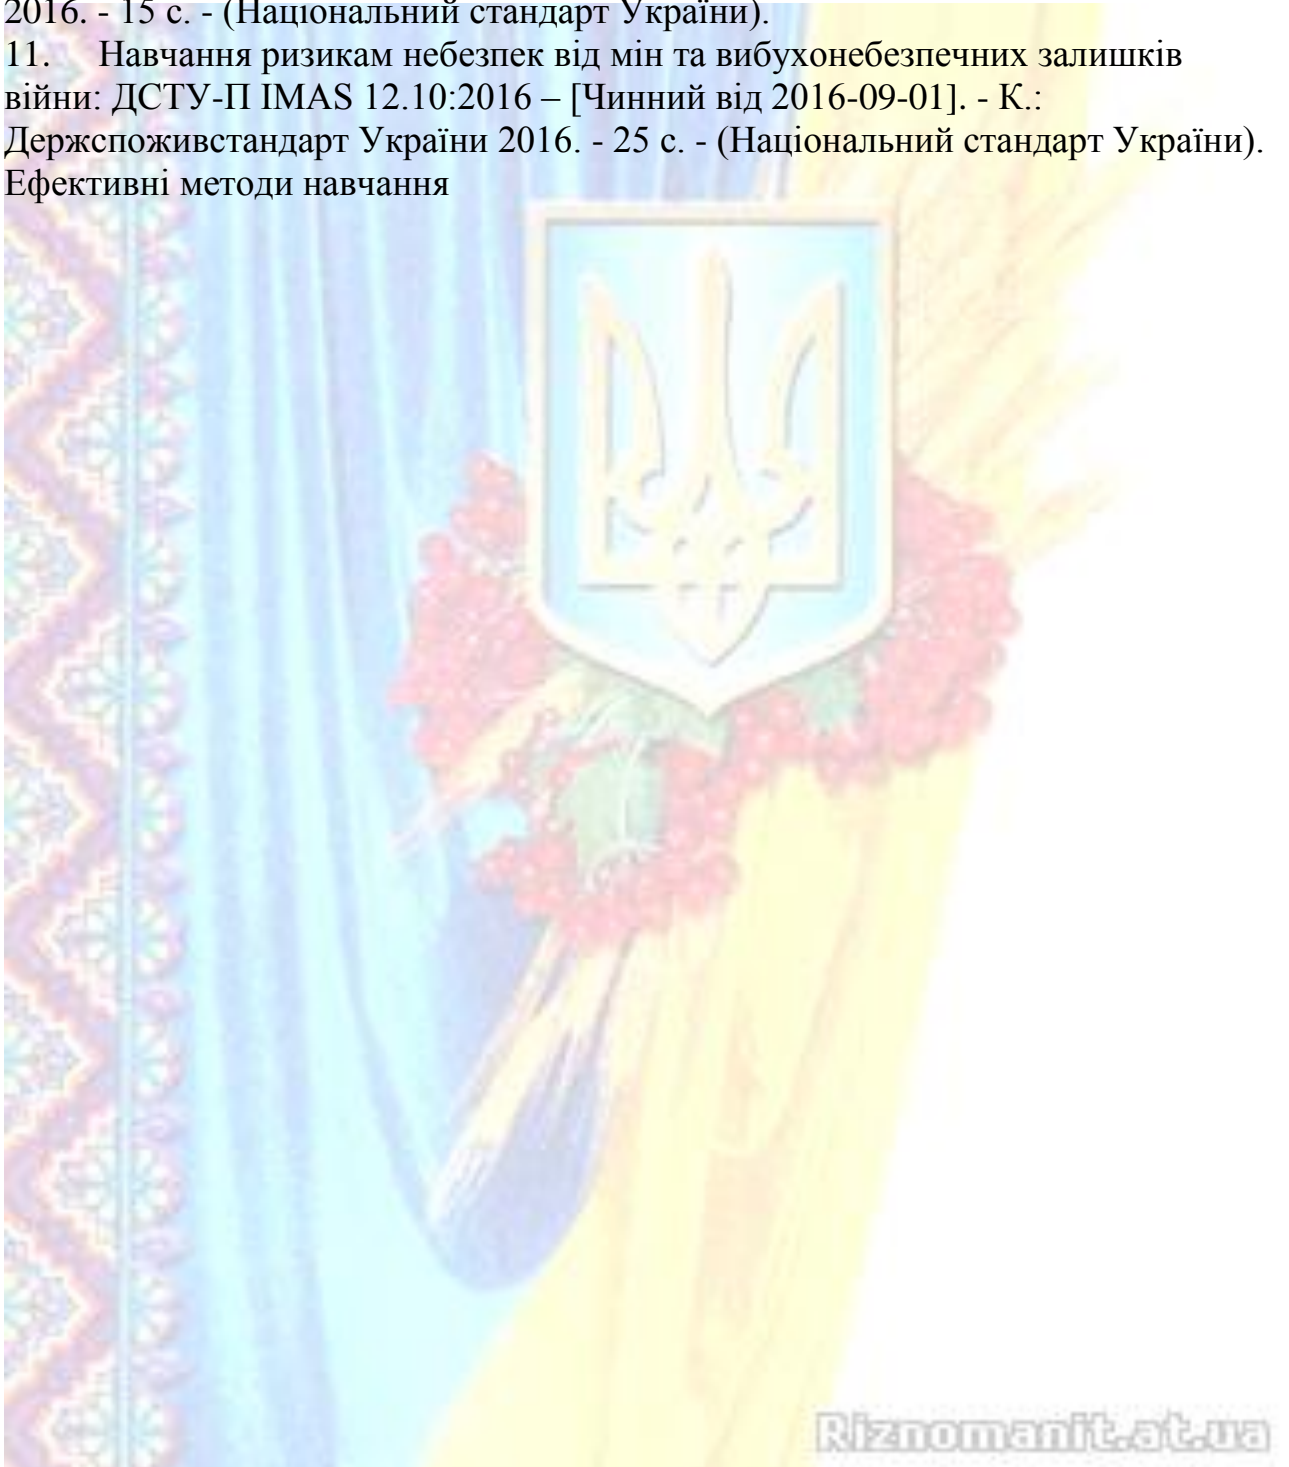 2016. - 15 с. - (Національний стандарт України).
11. Навчання ризикам небезпек від мін та вибухонебезпечних залишків
війни: ДСТУ-П IMAS 12.10:2016 – [Чинний від 2016-09-01]. - К.:
Держспоживстандарт України 2016. - 25 с. - (Національний стандарт України).
Ефективні методи навчання
Riznomanit.at.ua